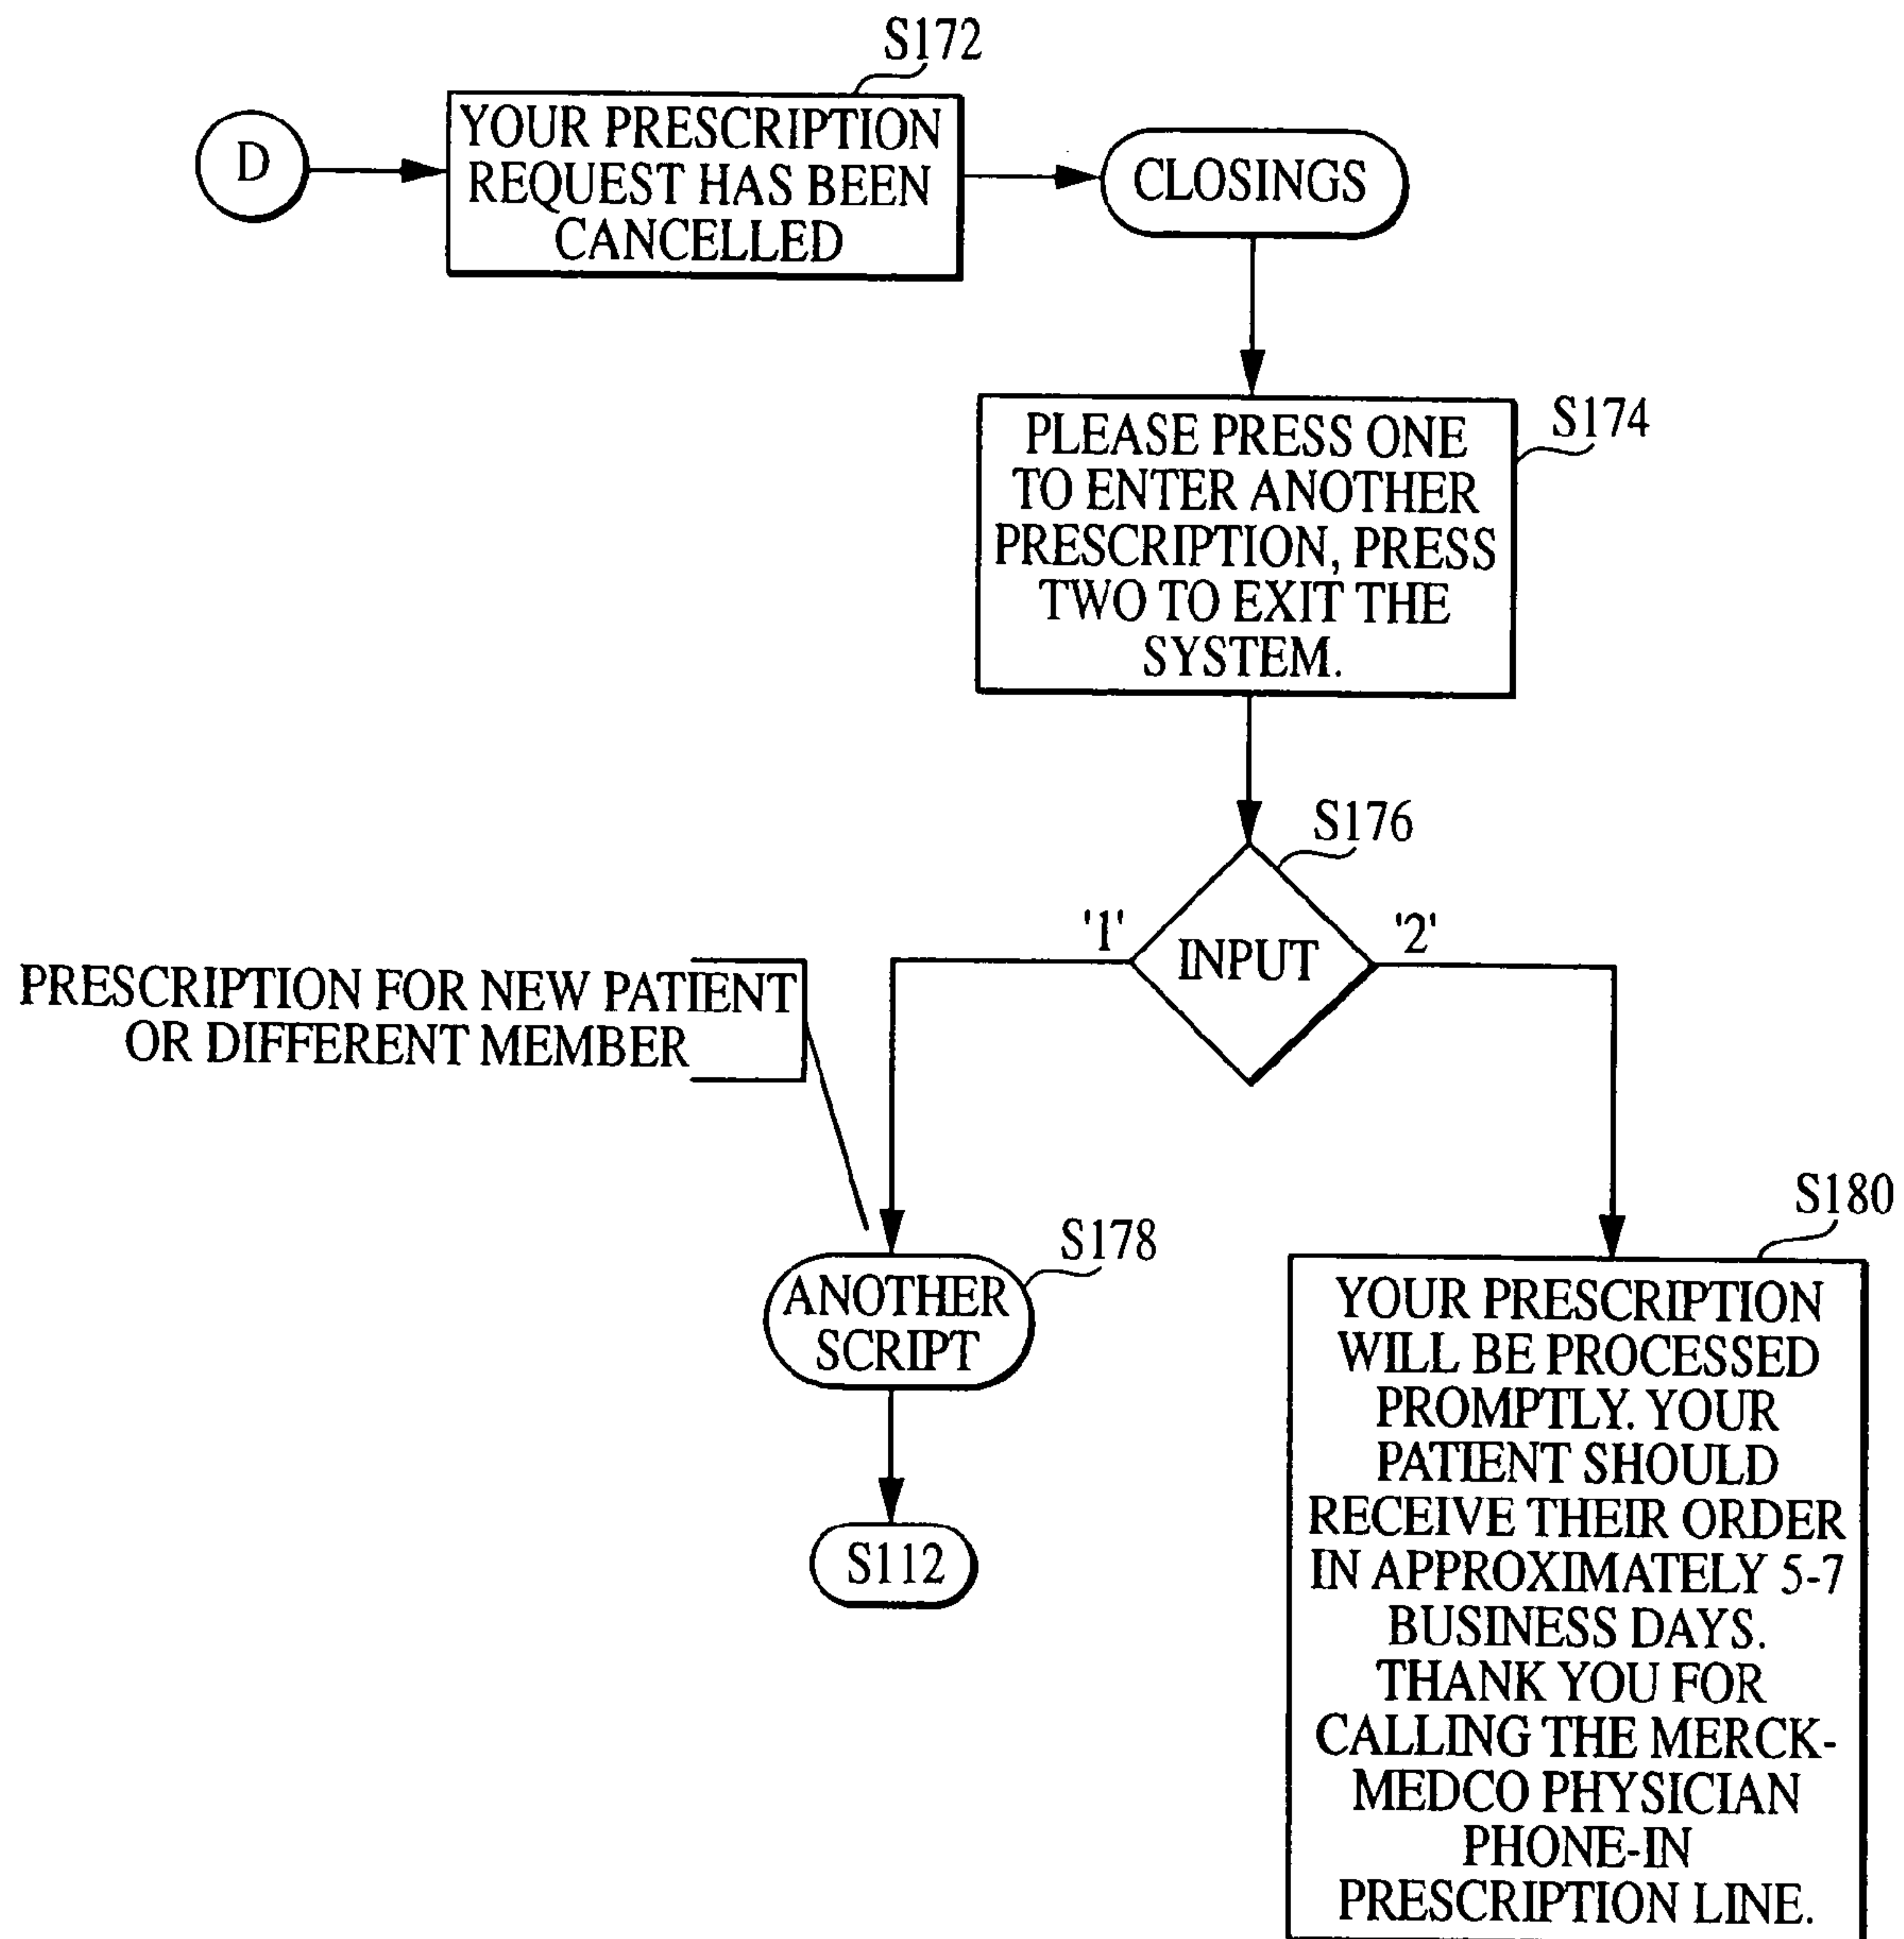 S172
D
YOUR PRESCRIPTION
REQUEST HAS BEEN
CANCELLED
CLOSINGS
S174
PLEASE PRESS ONE
TO ENTER ANOTHER
PRESCRIPTION, PRESS
TWO TO EXIT THE
SYSTEM.
S176
'1'
INPUT
'2'
PRESCRIPTION FOR NEW PATIENT
OR DIFFERENT MEMBER
S178
ANOTHER
SCRIPT
S112
S180
YOUR PRESCRIPTION
WILL BE PROCESSED
PROMPTLY. YOUR
PATIENT SHOULD
RECEIVE THEIR ORDER
IN APPROXIMATELY 5-7
BUSINESS DAYS.
THANK YOU FOR
CALLING THE MERCK-
MEDCO PHYSICIAN
PHONE-IN
PRESCRIPTION LINE.